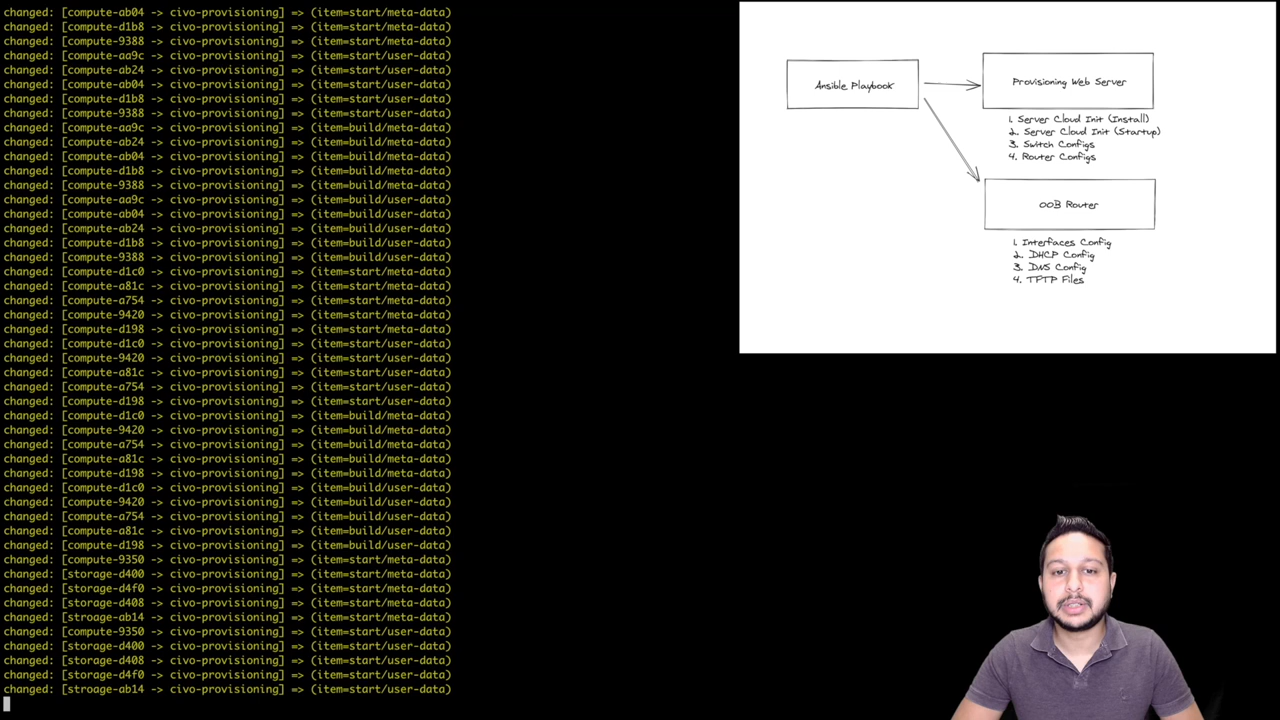 changed: [compute-ab04 -> civo-provisioning] => (item=start/meta-data)
changed: [compute-d1b8 -> civo-provisioning] => (item=start/meta-data)
changed: [compute-9388 -> civo-provisioning] => (item=start/meta-data)
changed: [compute-aa9c -> civo-provisioning] => (item=start/user-data)
changed: [compute-ab24 -> civo-provisioning] => (item=start/user-data)
changed: [compute-ab04 -> civo-provisioning] => (item=start/user-data)
changed: [compute-d1b8 -> civo-provisioning] => (item=start/user-data)
changed: [compute-9388 -> civo-provisioning] => (item=start/user-data)
changed: [compute-aa9c -> civo-provisioning] => (item=build/meta-data)
changed: [compute-ab24 -> civo-provisioning] => (item=build/meta-data)
changed: [compute-ab04 -> civo-provisioning] => (item=build/meta-data)
changed: [compute-d1b8 -> civo-provisioning] => (item=build/meta-data)
changed: [compute-9388 -> civo-provisioning] => (item=build/meta-data)
changed: [compute-aa9c -> civo-provisioning] => (item=build/user-data)
changed: [compute-ab04 -> civo-provisioning] => (item=build/user-data)
changed: [compute-ab24 -> civo-provisioning] => (item=build/user-data)
changed: [compute-d1b8 -> civo-provisioning] => (item=build/user-data)
changed: [compute-9388 -> civo-provisioning] => (item=build/user-data)
changed: [compute-d1c0 -> civo-provisioning] => (item=start/meta-data)
changed: [compute-a81c -> civo-provisioning] => (item=start/meta-data)
changed: [compute-a754 -> civo-provisioning] => (item=start/meta-data)
changed: [compute-9420 -> civo-provisioning] => (item=start/meta-data)
changed: [compute-d198 -> civo-provisioning] => (item=start/meta-data)
changed: [compute-d1c0 -> civo-provisioning] => (item=start/user-data)
changed: [compute-9420 -> civo-provisioning] => (item=start/user-data)
changed: [compute-a81c -> civo-provisioning] => (item=start/user-data)
changed: [compute-a754 -> civo-provisioning] => (item=start/user-data)
changed: [compute-d198 -> civo-provisioning] => (item=start/user-data)
changed: [compute-d1c0 -> civo-provisioning] => (item=build/meta-data)
changed: [compute-9420 -> civo-provisioning] => (item=build/meta-data)
changed: [compute-a754 -> civo-provisioning] => (item=build/meta-data)
changed: [compute-a81c -> civo-provisioning] => (item=build/meta-data)
changed: [compute-d198 -> civo-provisioning] => (item=build/meta-data)
changed: [compute-d1c0 -> civo-provisioning] => (item=build/user-data)
changed: [compute-9420 -> civo-provisioning] => (item=build/user-data)
changed: [compute-a754 -> civo-provisioning] => (item=build/user-data)
changed: [compute-a81c -> civo-provisioning] => (item=build/user-data)
changed: [compute-d198 -> civo-provisioning] => (item=build/user-data)
changed: [compute-9350 -> civo-provisioning] => (item=start/meta-data)
changed: [storage-d400 -> civo-provisioning] => (item=start/meta-data)
changed: [storage-d4f0 -> civo-provisioning] => (item=start/meta-data)
changed: [storage-d408 -> civo-provisioning] => (item=start/meta-data)
changed: [stroage-ab14 -> civo-provisioning] => (item=start/meta-data)
changed: [compute-9350 -> civo-provisioning] => (item=start/user-data)
changed: [storage-d400 -> civo-provisioning] => (item=start/user-data)
changed: [storage-d408 -> civo-provisioning] => (item=start/user-data)
changed: [storage-d4f0 -> civo-provisioning] => (item=start/user-data)
changed: [stroage-ab14 -> civo-provisioning] => (item=start/user-data)
Ansible Playbook
Provisioning Web Server
1. Server Cloud Init (Install)
2. Server Cloud Init (Startup)
3. Switch Configs
4. Router Configs
OOB Router
1. Interfaces Config
2. DHCP Config
3. DNS Config
4. TFTP Files